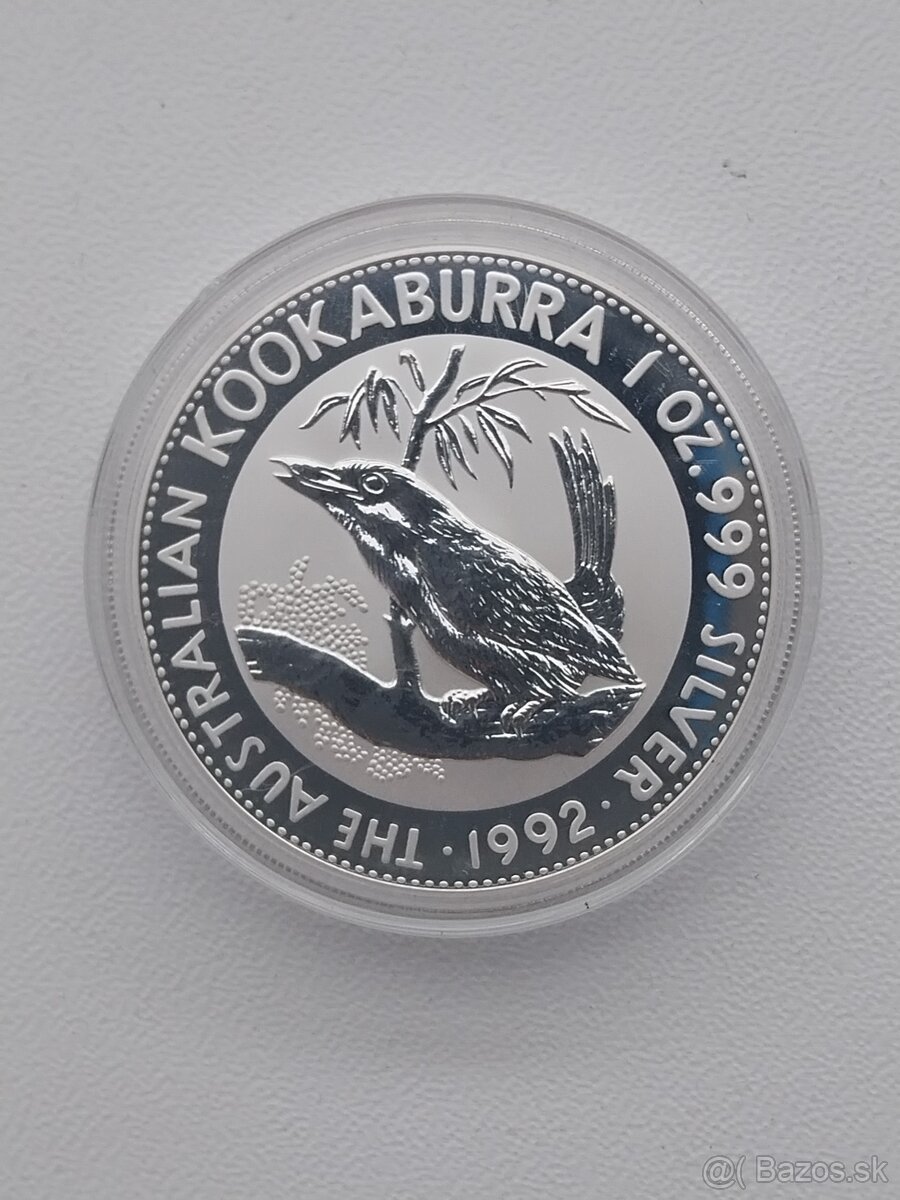 THE AUSTRALIAN KOOKABURRA 1 OZ. 999 SILVER · 1992 ·
@( Bazos.sk